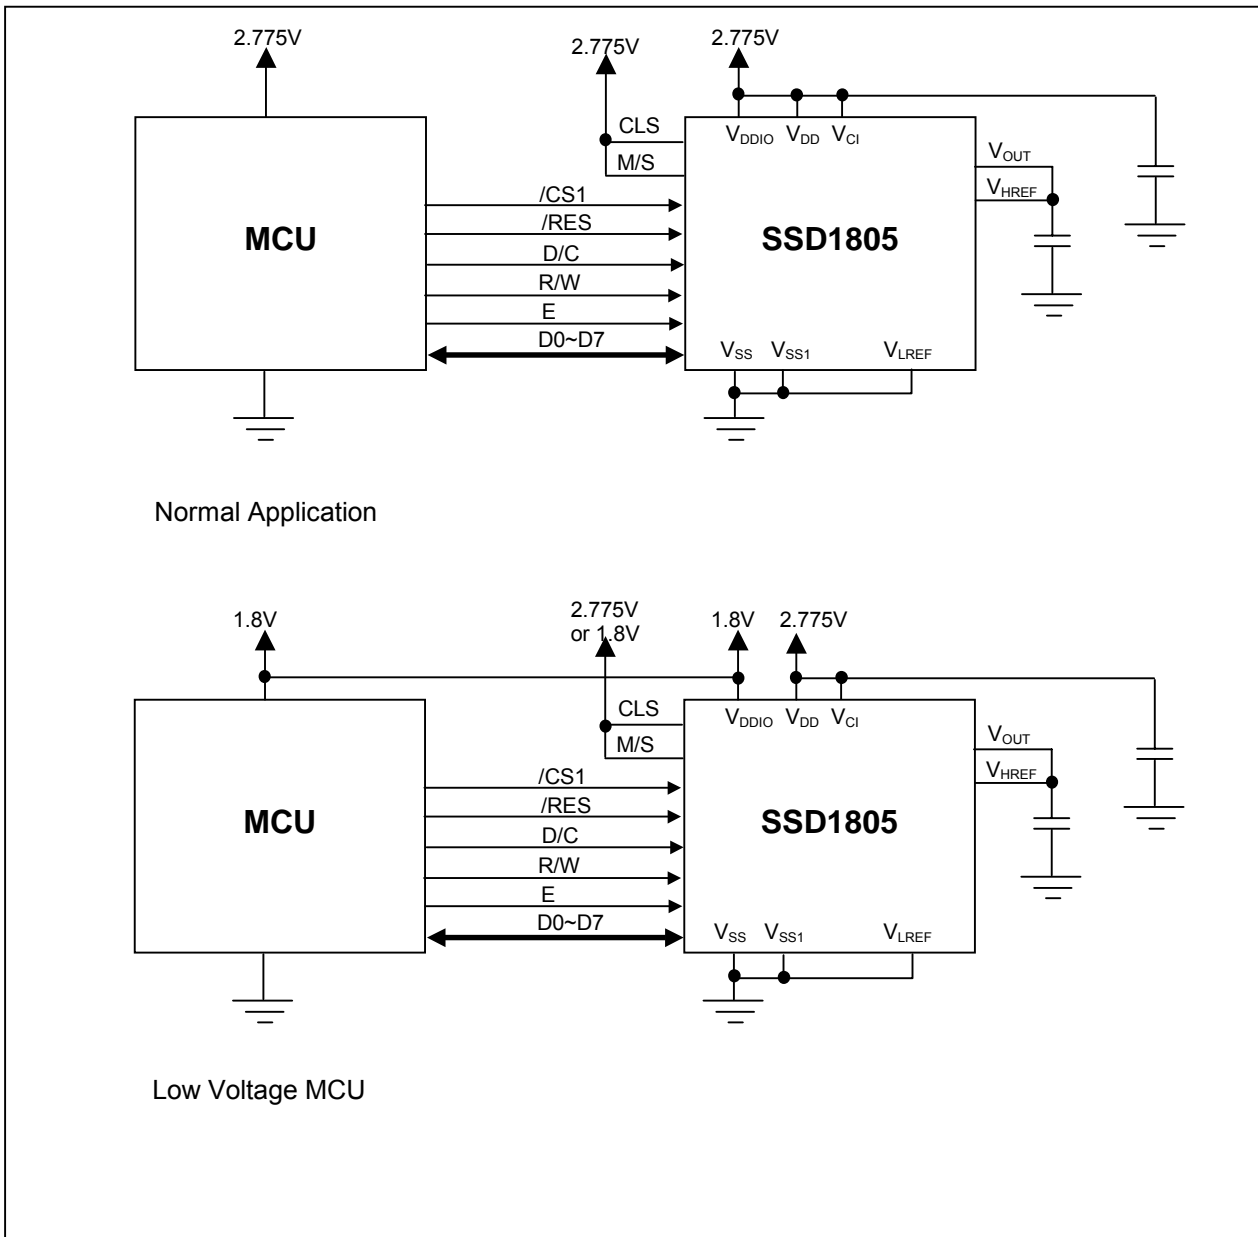 2.775V
2.775V
2.775V
CLS
M/S
VDDIO VDD VCI
VOUT
VHREF
/CS1
/RES
D/C
R/W
E
D0~D7
MCU
SSD1805
VSS VSS1 VLREF
Normal Application
1.8V
2.775V
or 1.8V
1.8V
2.775V
CLS
M/S
VDDIO VDD VCI
VOUT
VHREF
/CS1
/RES
D/C
R/W
E
D0~D7
MCU
SSD1805
VSS VSS1 VLREF
Low Voltage MCU